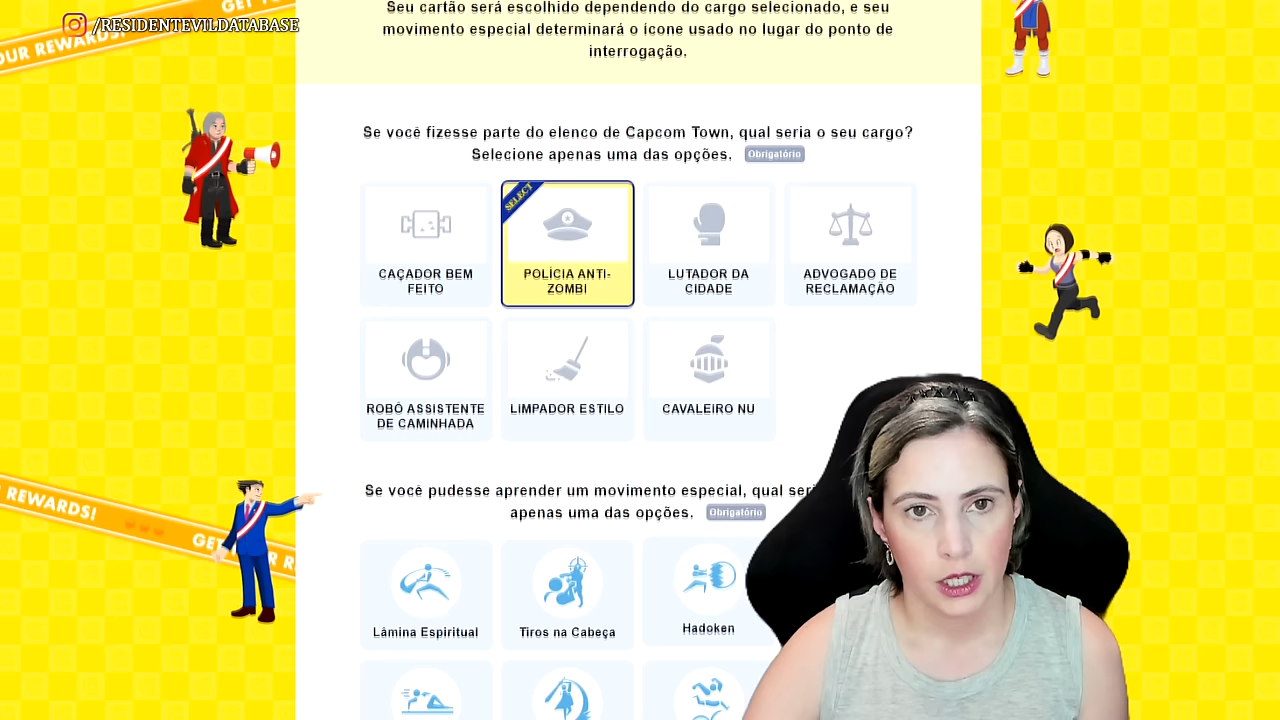 GET YO
/RESIDENTEVILDATABASE
OUR REWARDS!
Seu cartão será escolhido dependendo do cargo selecionado, e seu
movimento especial determinará o ícone usado no lugar do ponto de
interrogação.
Se você fizesse parte do elenco de Capcom Town, qual seria o seu cargo?
Selecione apenas uma das opções. Obrigatório
SELECT
CAÇADOR BEM
FEITO
POLÍCIA ANTI-
ZOMBI
LUTADOR DA
CIDADE
ADVOGADO DE
RECLAMAÇÃO
ROBÔ ASSISTENTE
DE CAMINHADA
LIMPADOR ESTILO
CAVALEIRO NU
REWARDS!
GET YOUR R
Se você pudesse aprender um movimento especial, qual seri
apenas uma das opções. Obrigatório
Lâmina Espiritual
Tiros na Cabeça
Hadoken